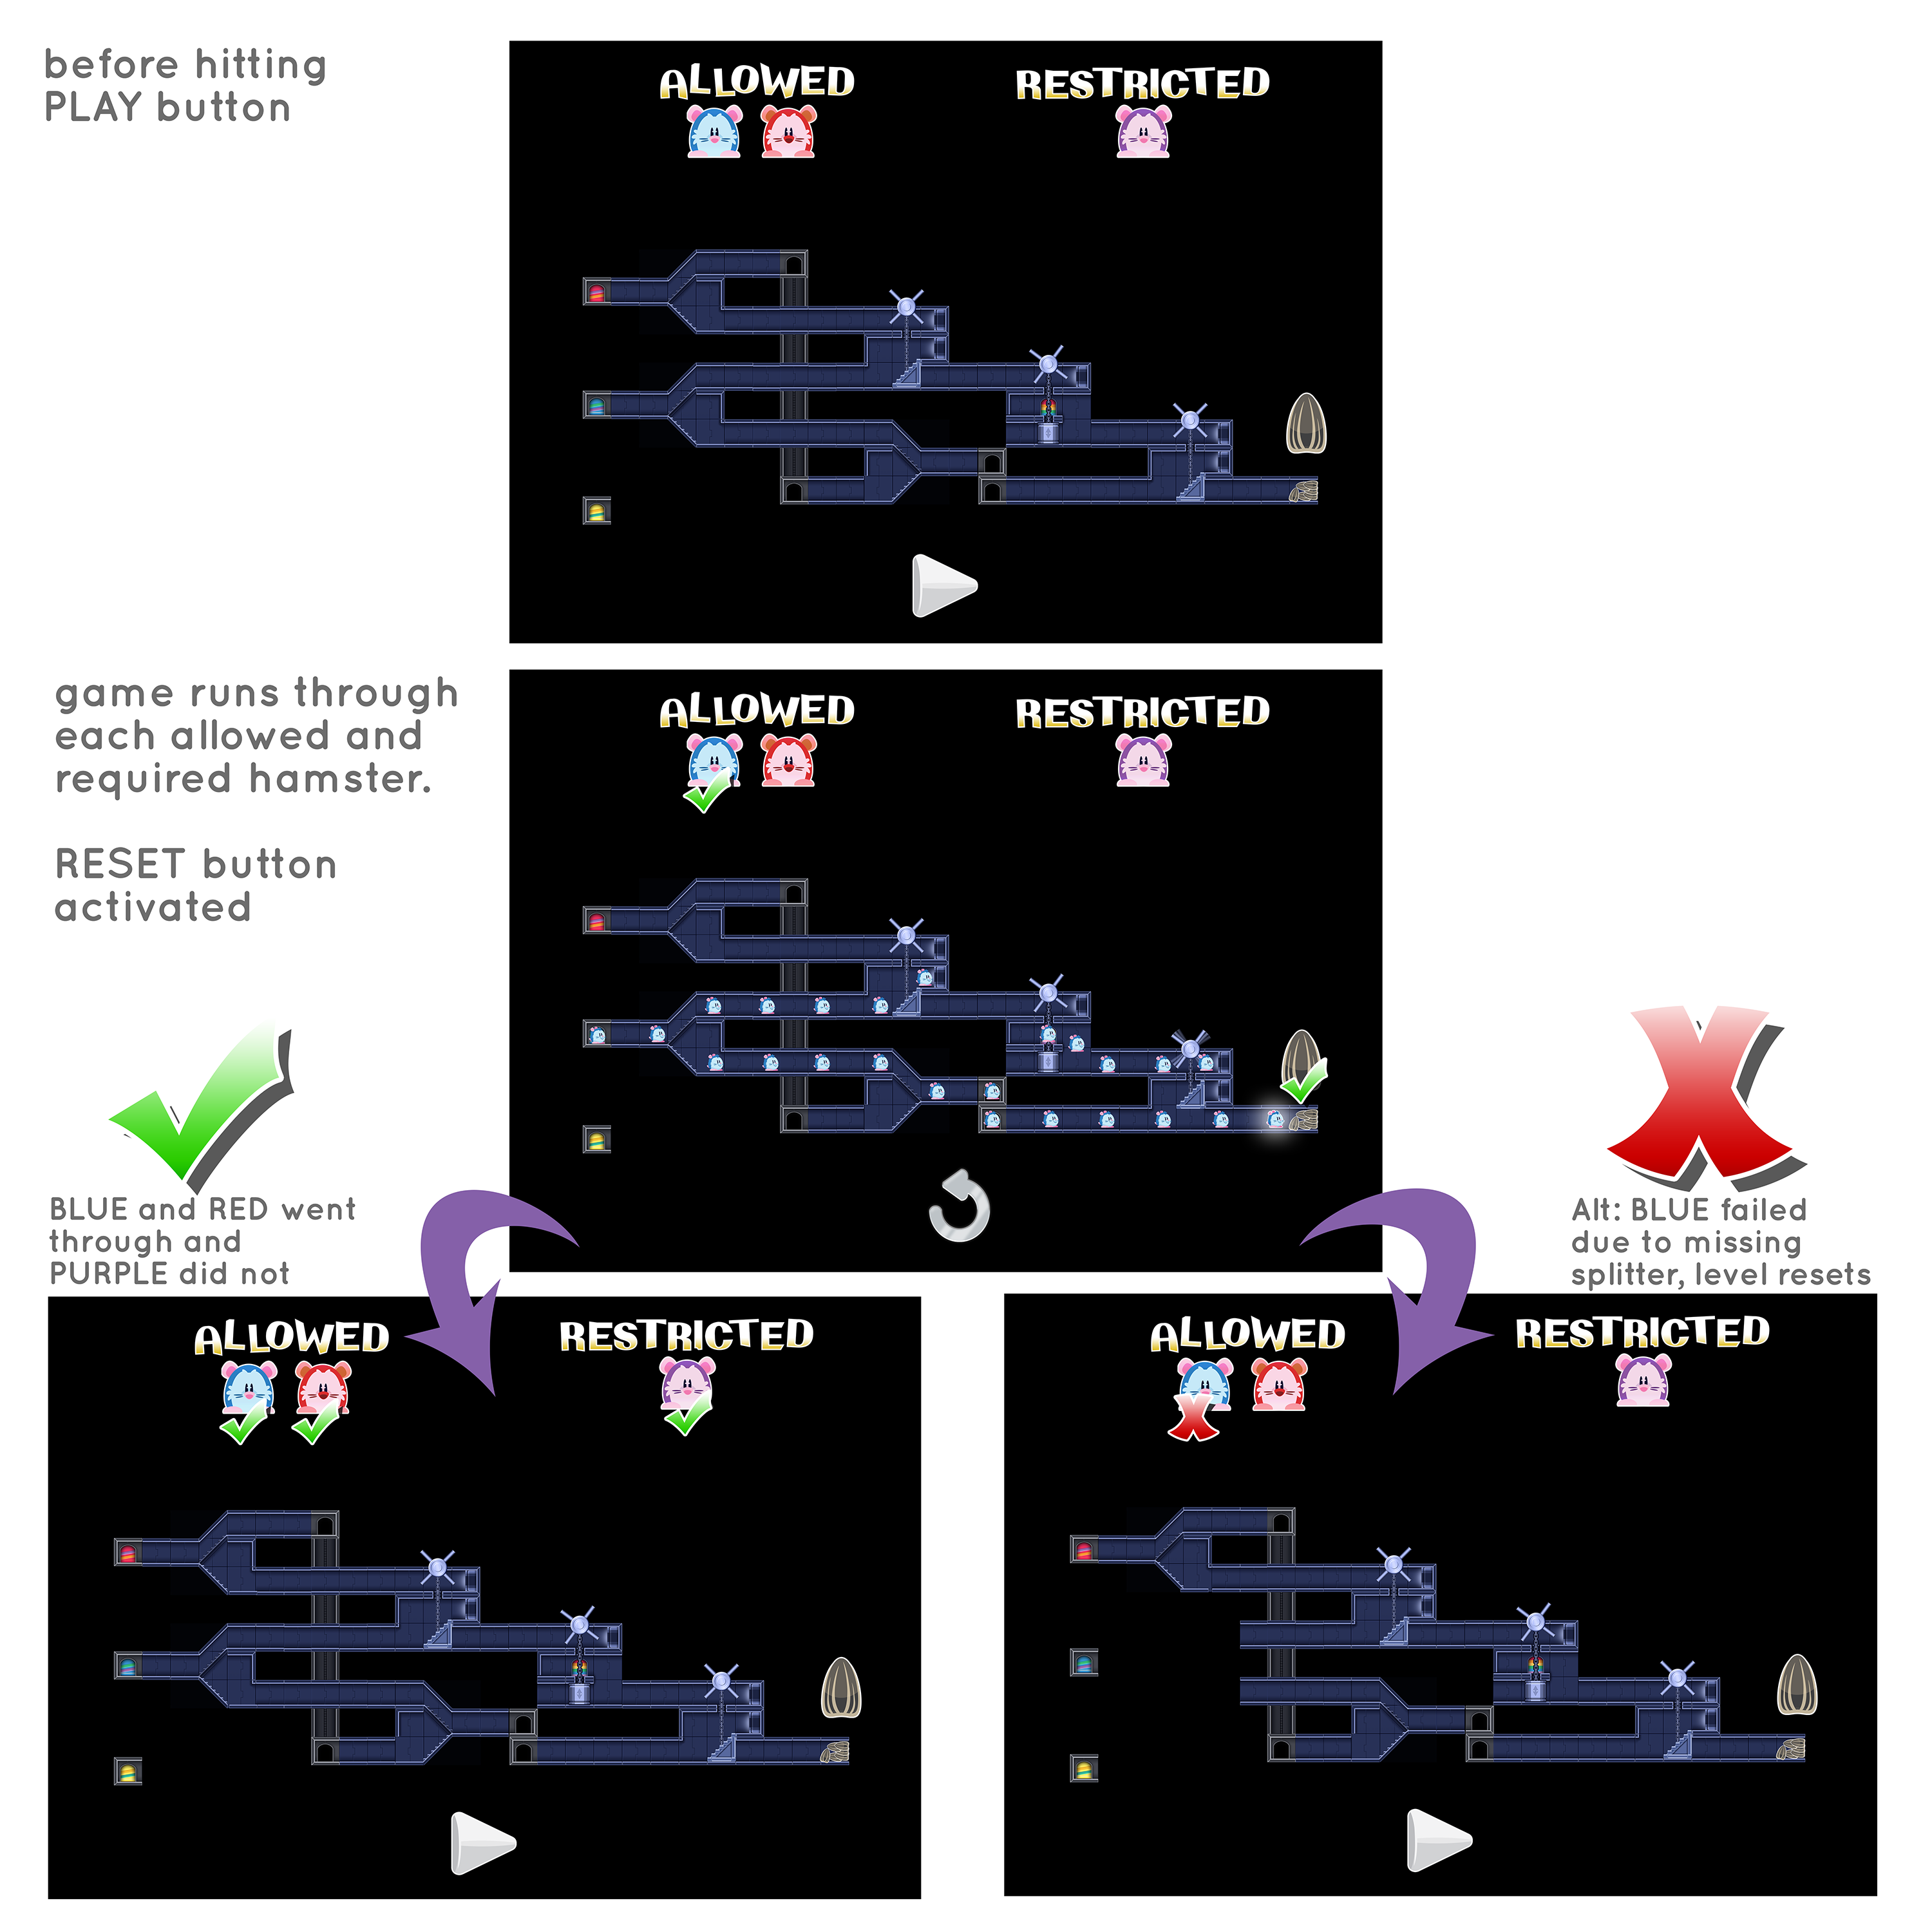 before hitting
PLAY button
ALLOWED
RESTRICTED
game runs through
each allowed and
required hamster.
RESET button
activated
ALLOWED
RESTRICTED
BLUE and RED went
through and
PURPLE did not
Alt: BLUE failed
due to missing
splitter, level resets
ALLOWED
RESTRICTED
ALLOWED
RESTRICTED